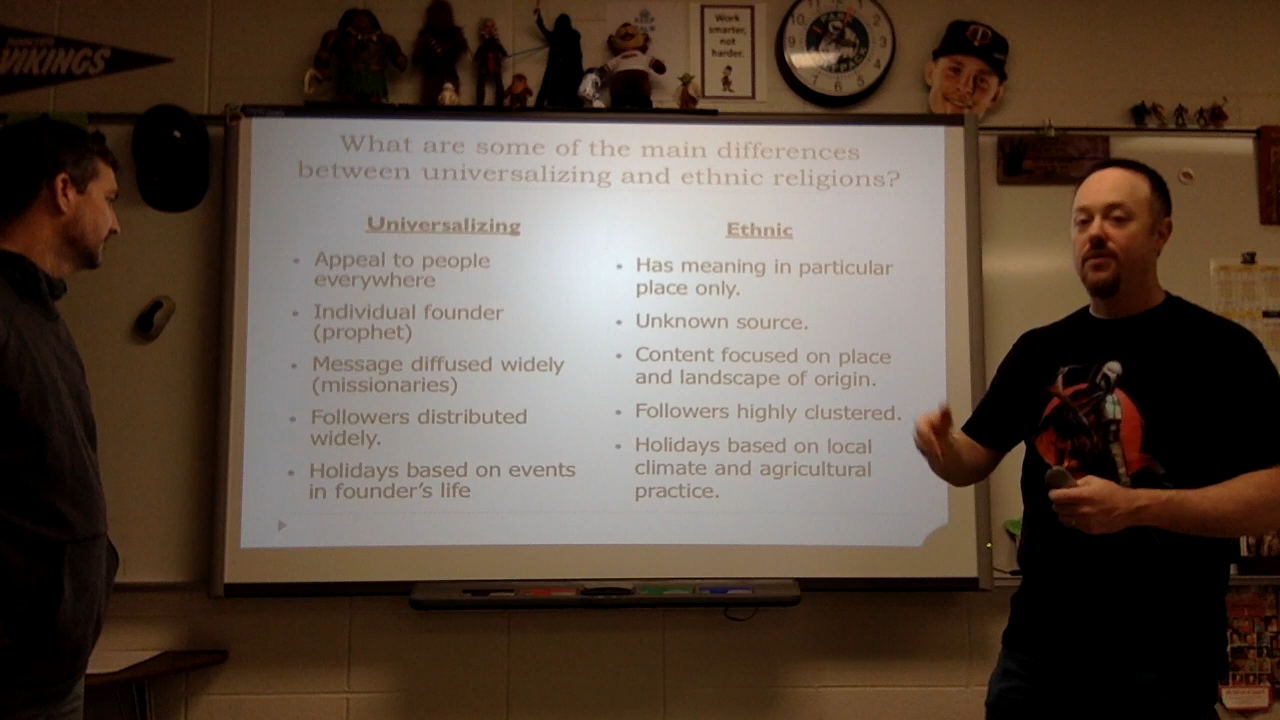 VIKINGS
KEEP
CALM
Work
smarter,
not
harder.
What are some of the main differences
between universalizing and ethnic religions?
Universalizing
• Appeal to people
everywhere
• Individual founder
(prophet)
• Message diffused widely
(missionaries)
• Followers distributed
widely.
• Holidays based on events
in founder's life
Ethnic
• Has meaning in particular
place only.
• Unknown source.
• Content focused on place
and landscape of origin.
• Followers highly clustered.
• Holidays based on local
climate and agricultural
practice.